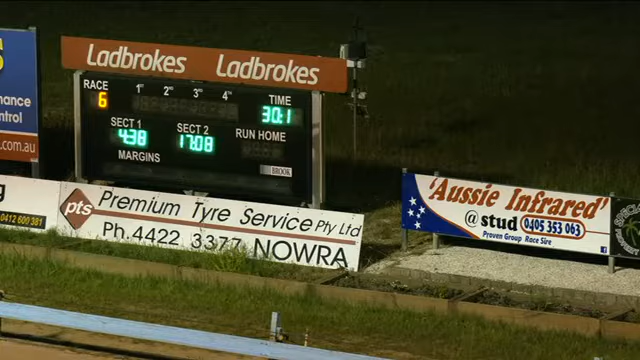 Ladbrokes Ladbrokes
RACE 1st 2nd 3rd 4th TIME
6 30:1
SECT 1 SECT 2 RUN HOME
4:38 17:08
MARGINS BROOK
nance
ntrol
.com.au
0412 600 381
pts Premium Tyre Service Pty Ltd
Ph. 4422 3377 NOWRA
'Aussie Infrared'
@ stud 0405 353 063
Proven Group Race Sire